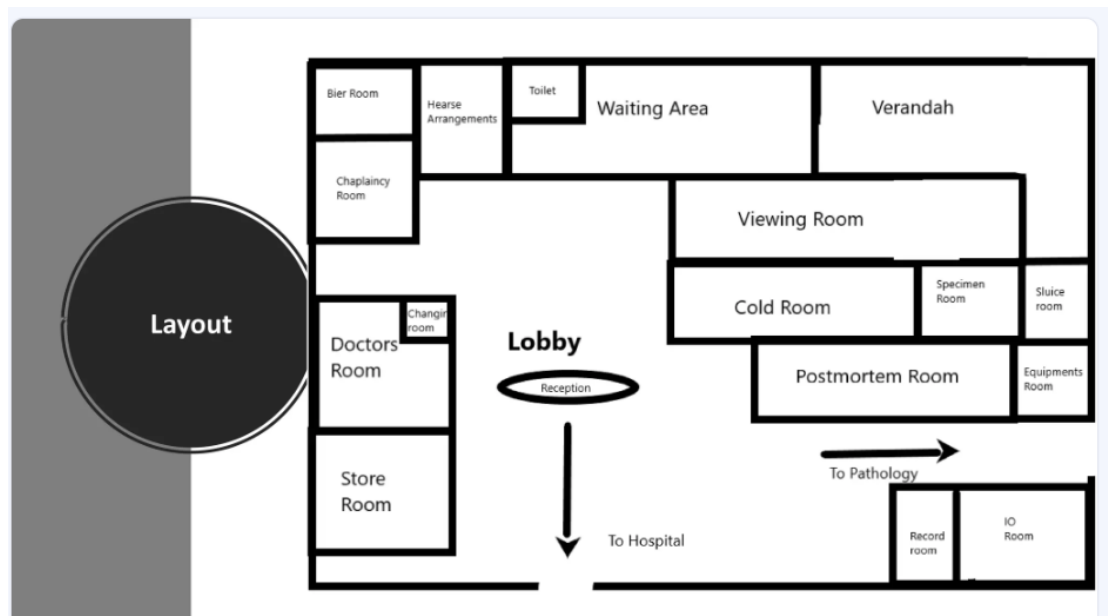 Layout
Bier Room
Hearse
Arrangements
Toilet
Waiting Area
Verandah
Chaplaincy
Room
Viewing Room
Cold Room
Specimen
Room
Sluice
room
Changin
room
Doctors
Room
Lobby
Reception
Postmortem Room
Equipments
Room
To Pathology
Store
Room
To Hospital
Record
room
IO
Room